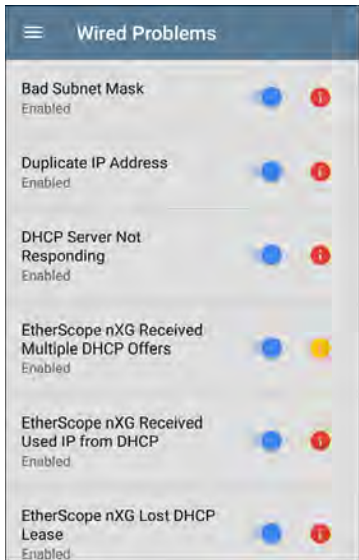 Wired Problems
Bad Subnet Mask
Enabled
Duplicate IP Address
Enabled
DHCP Server Not
Responding
Enabled
EtherScope nXG Received
Multiple DHCP Offers
Enabled
EtherScope nXG Received
Used IP from DHCP
Enabled
EtherScope nXG Lost DHCP
Lease
Enabled